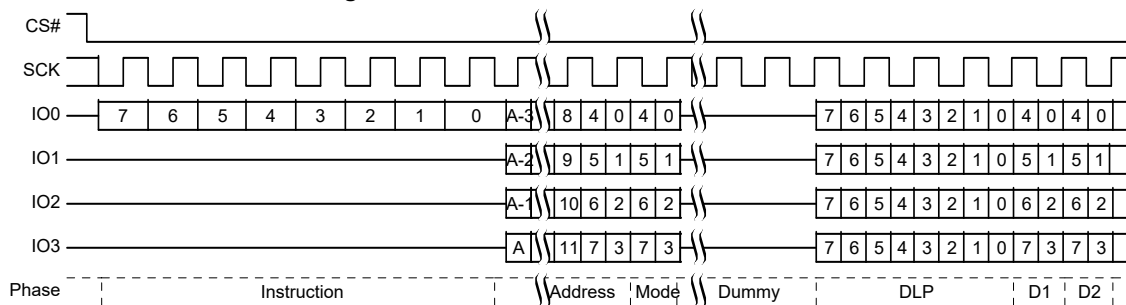 CS#
SCK
IO0 7 6 5 4 3 2 1 0 A-3 8 4 0 4 0 7 6 5 4 3 2 1 0 4 0 4 0
IO1 A-2 9 5 1 5 1 7 6 5 4 3 2 1 0 5 1 5 1
IO2 A-1 10 6 2 6 2 7 6 5 4 3 2 1 0 6 2 6 2
IO3 A 11 7 3 7 3 7 6 5 4 3 2 1 0 7 3 7 3
Phase Instruction Address Mode Dummy DLP D1 D2